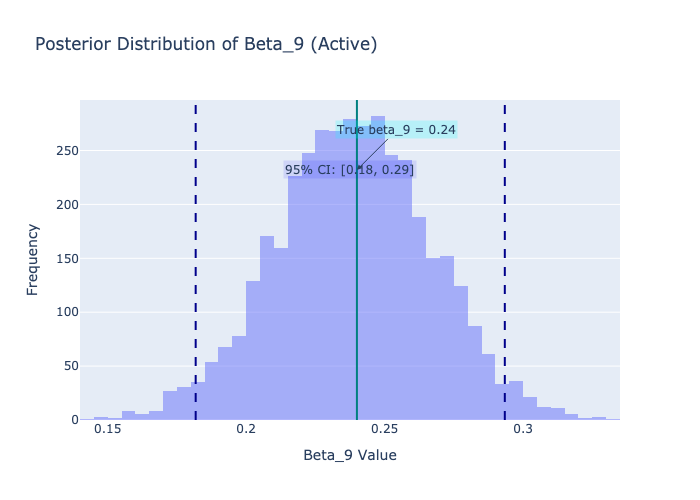 Posterior Distribution of Beta_9 (Active)
True beta_9 = 0.24
95% CI: [0.18, 0.29]
250
200
150
100
50
0
Frequency
0.15
0.2
0.25
0.3
Beta_9 Value